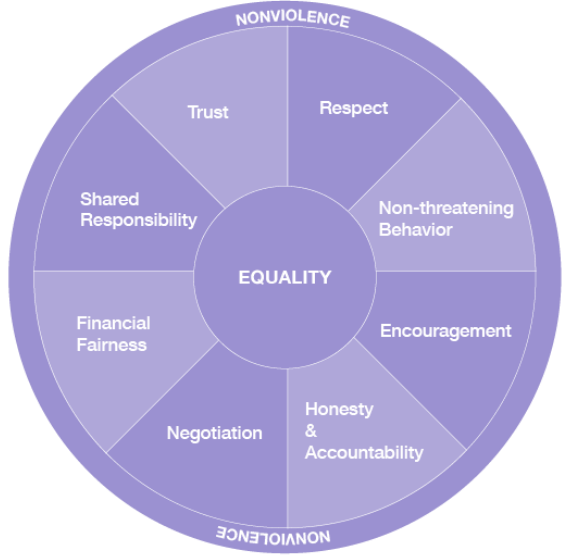 NONVIOLENCE
Trust
Respect
Shared
Responsibility
Non-threatening
Behavior
EQUALITY
Financial
Fairness
Encouragement
Negotiation
Honesty
&
Accountability
NONVIOLENCE